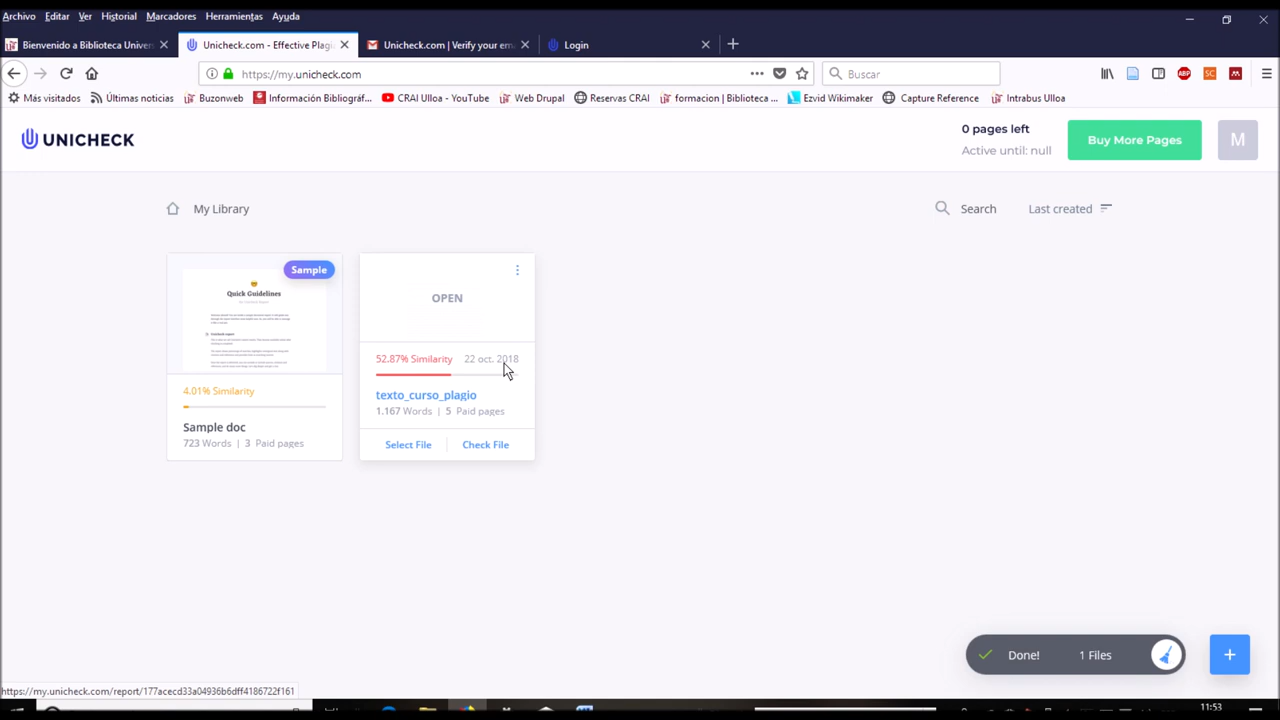 Archivo Editar Ver Historial Marcadores Herramientas Ayuda
Bienvenido a Biblioteca Univers Unicheck.com - Effective Plagia Unicheck.com | Verify your ema Login
https://my.unicheck.com Buscar
Más visitados Últimas noticias Buzonweb Información Bibliográf... CRAI Ulloa - YouTube Web Drupal Reservas CRAI formacion | Biblioteca ... Ezvid Wikimaker Capture Reference Intrabus Ulloa
UNICHECK
0 pages left
Active until: null
Buy More Pages
M
My Library
Search
Last created
Sample
Quick Guidelines
4.01% Similarity
Sample doc
723 Words | 3 Paid pages
OPEN
52.87% Similarity 22 oct. 2018
texto_curso_plagio
1.167 Words | 5 Paid pages
Select File Check File
Done! 1 Files
https://my.unicheck.com/report/177acecd33a04936b6dff4186722f161
11:53